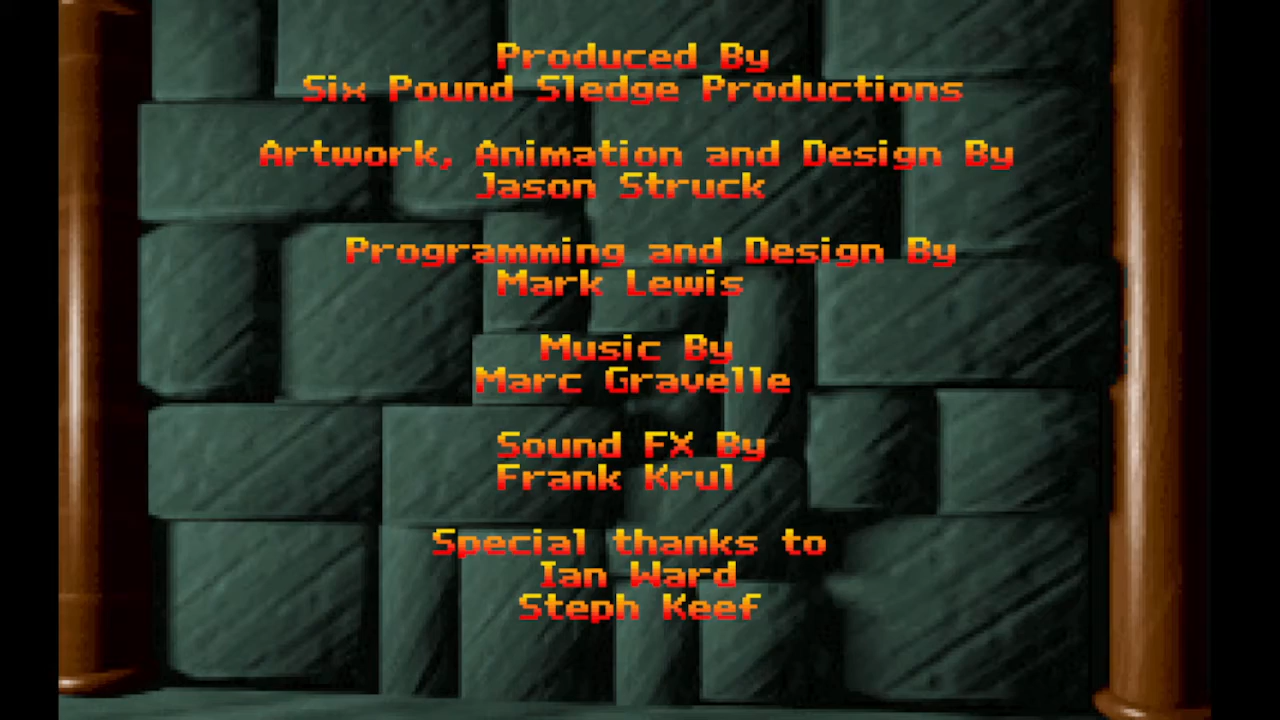 Produced By
Six Pound Sledge Productions
Artwork, Animation and Design By
Jason Struck
Programming and Design By
Mark Lewis
Music By
Marc Gravelle
Sound FX By
Frank Krul
Special thanks to
Ian Ward
Steph Keef